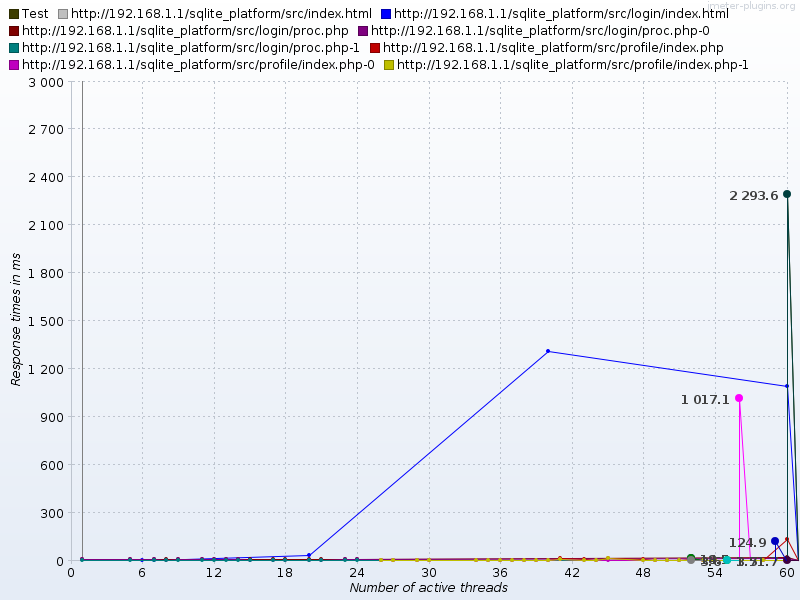 jmeter-plugins.org
Test http://192.168.1.1/sqlite_platform/src/index.html http://192.168.1.1/sqlite_platform/src/login/index.html
http://192.168.1.1/sqlite_platform/src/login/proc.php http://192.168.1.1/sqlite_platform/src/login/proc.php-0
http://192.168.1.1/sqlite_platform/src/login/proc.php-1 http://192.168.1.1/sqlite_platform/src/profile/index.php
http://192.168.1.1/sqlite_platform/src/profile/index.php-0 http://192.168.1.1/sqlite_platform/src/profile/index.php-1
3 000
2 700
2 400
2 293.6
2 100
1 800
1 500
1 200
1 017.1
900
600
300
124.9
0
Response times in ms
0 6 12 18 24 30 36 42 48 54 60
Number of active threads